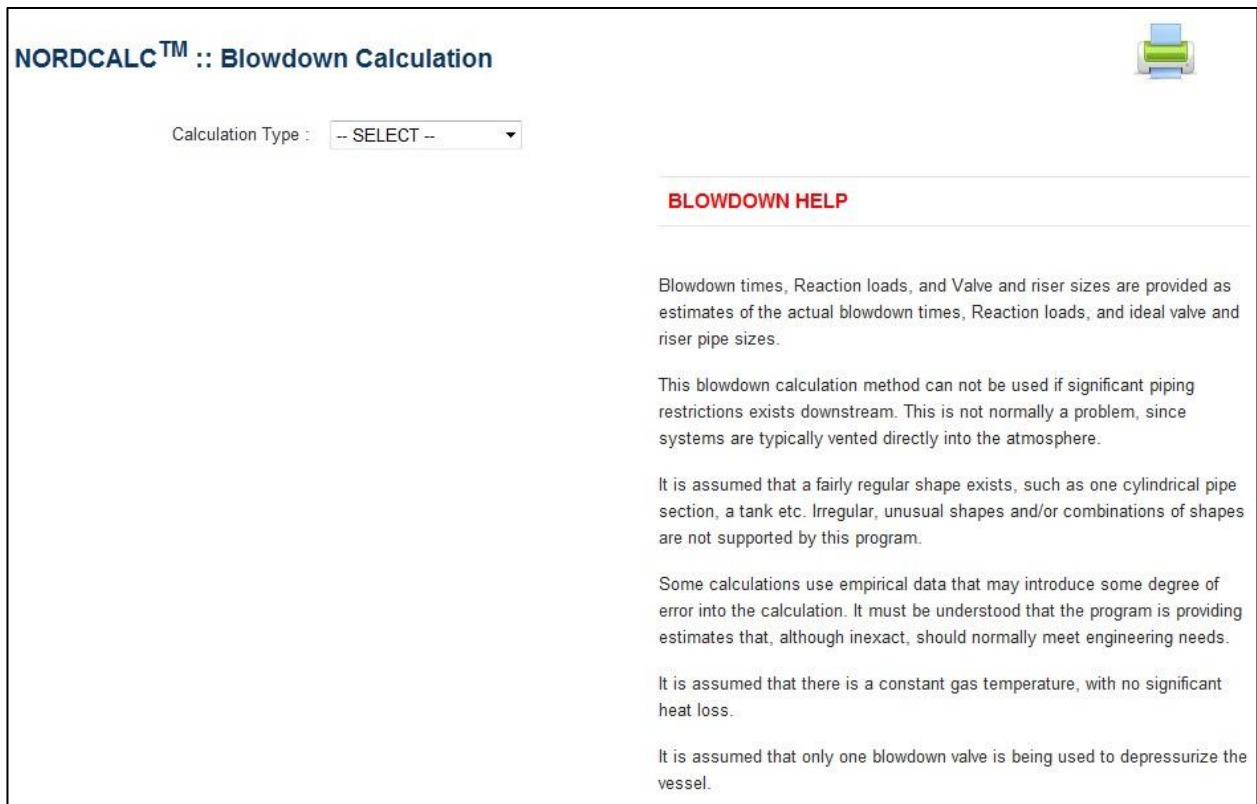 NORDCALC™ :: Blowdown Calculation
Calculation Type : -- SELECT --
BLOWDOWN HELP
Blowdown times, Reaction loads, and Valve and riser sizes are provided as
estimates of the actual blowdown times, Reaction loads, and ideal valve and
riser pipe sizes.
This blowdown calculation method can not be used if significant piping
restrictions exists downstream. This is not normally a problem, since
systems are typically vented directly into the atmosphere.
It is assumed that a fairly regular shape exists, such as one cylindrical pipe
section, a tank etc. Irregular, unusual shapes and/or combinations of shapes
are not supported by this program.
Some calculations use empirical data that may introduce some degree of
error into the calculation. It must be understood that the program is providing
estimates that, although inexact, should normally meet engineering needs.
It is assumed that there is a constant gas temperature, with no significant
heat loss.
It is assumed that only one blowdown valve is being used to depressurize the
vessel.